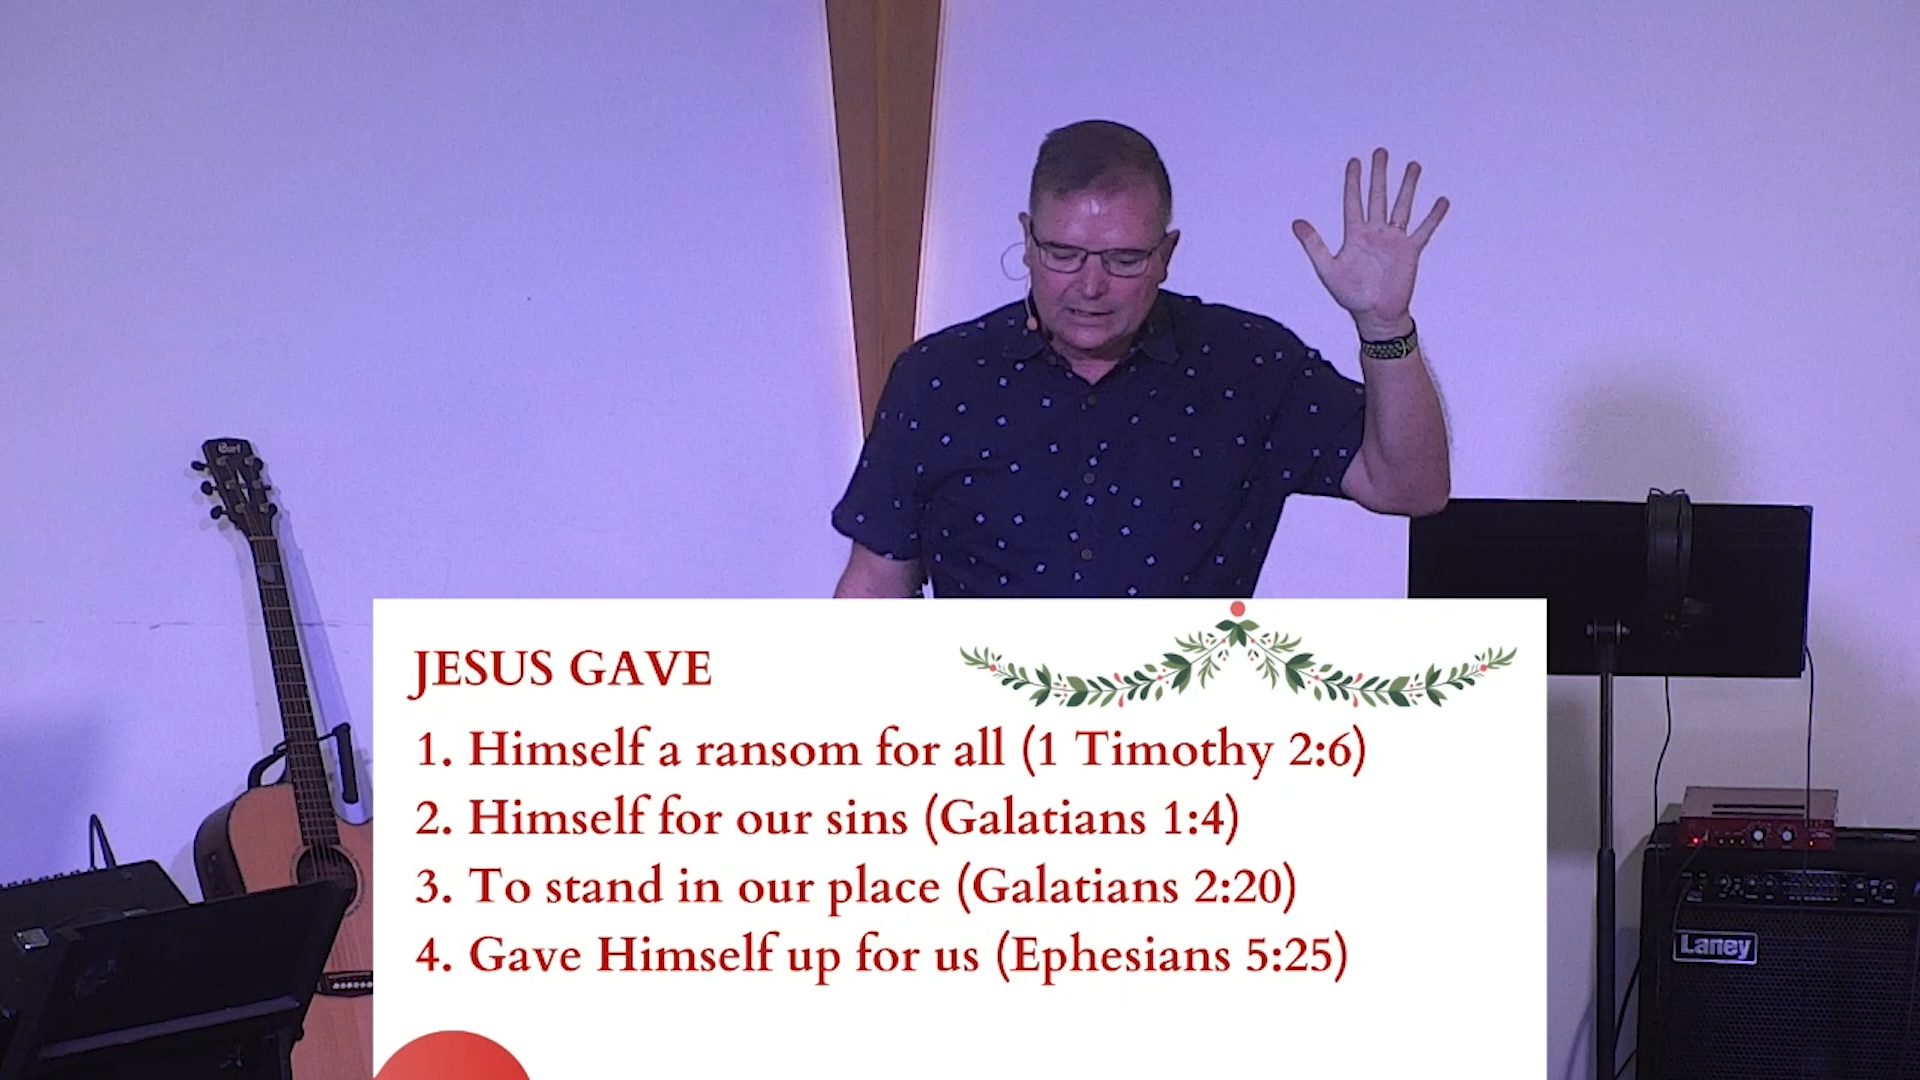 Cort
JESUS GAVE
1. Himself a ransom for all (1 Timothy 2:6)
2. Himself for our sins (Galatians 1:4)
3. To stand in our place (Galatians 2:20)
4. Gave Himself up for us (Ephesians 5:25)
Laney